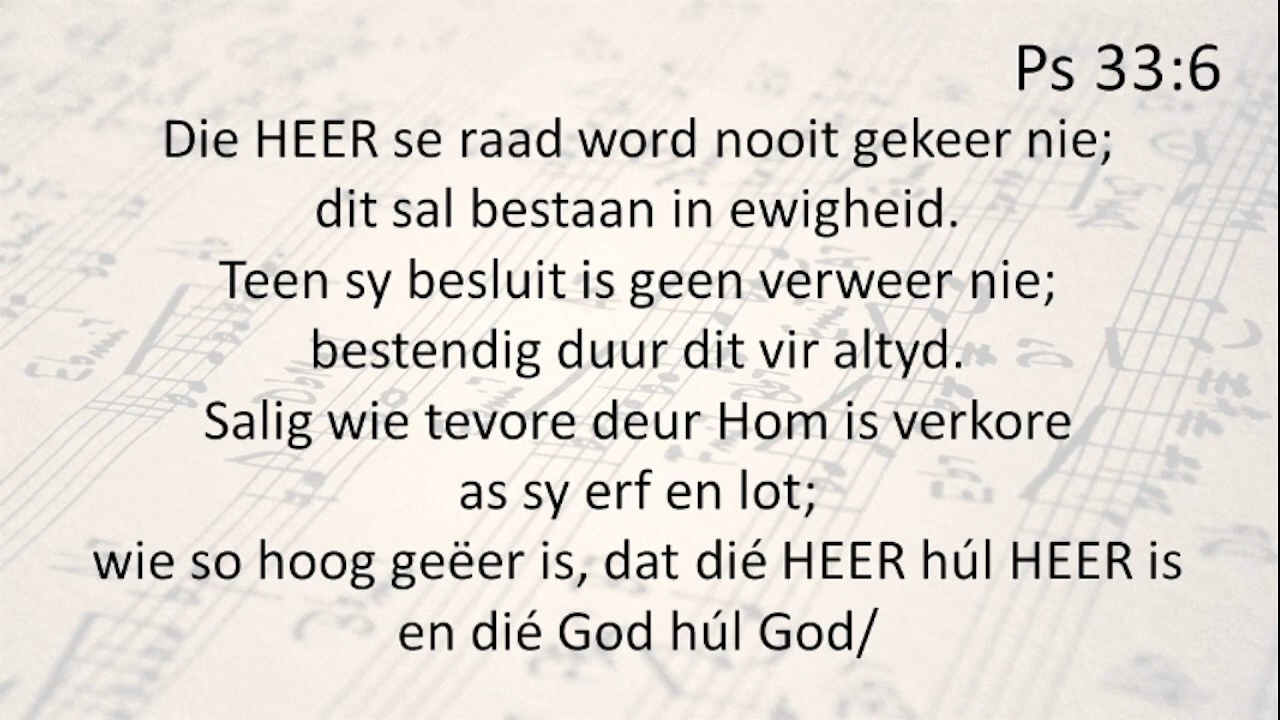 Ps 33:6
Die HEER se raad word nooit gekeer nie;
dit sal bestaan in ewigheid.
Teen sy besluit is geen verweer nie;
bestendig duur dit vir altyd.
Salig wie tevore deur Hom is verkore
as sy erf en lot;
wie so hoog geëer is, dat dié HEER húl HEER is
en dié God húl God/